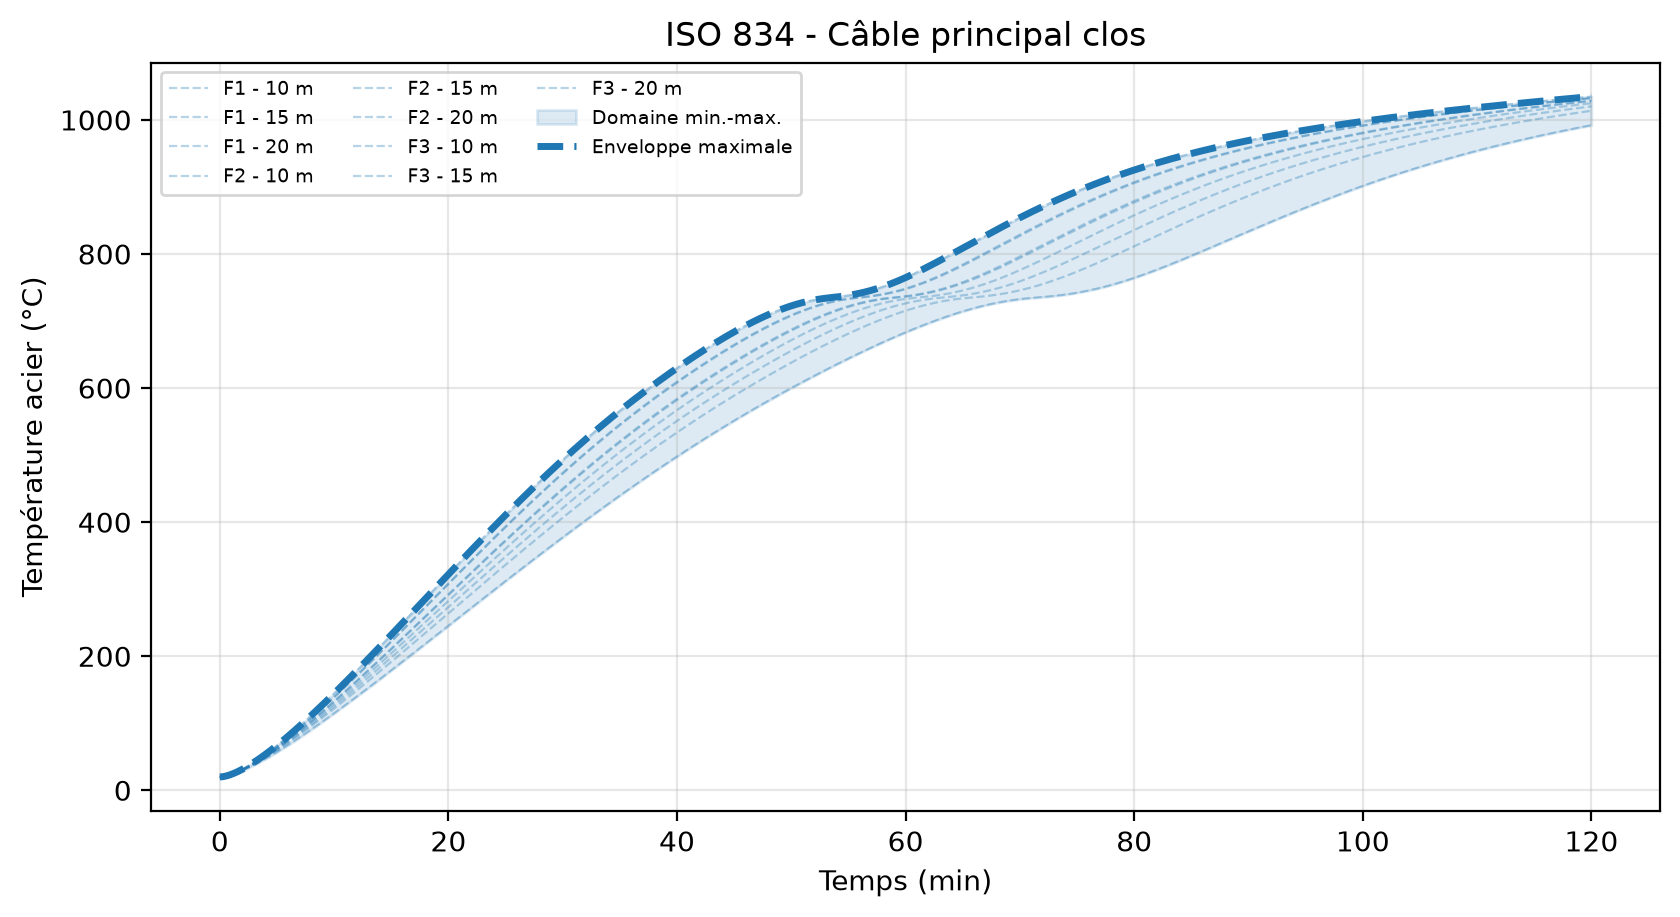 ISO 834 - Câble principal clos
F1 - 10 m
F1 - 15 m
F1 - 20 m
F2 - 10 m
F2 - 15 m
F2 - 20 m
F3 - 10 m
F3 - 15 m
F3 - 20 m
Domaine min.-max.
Enveloppe maximale
Température acier (°C)
1000
800
600
400
200
0
0 20 40 60 80 100 120
Temps (min)